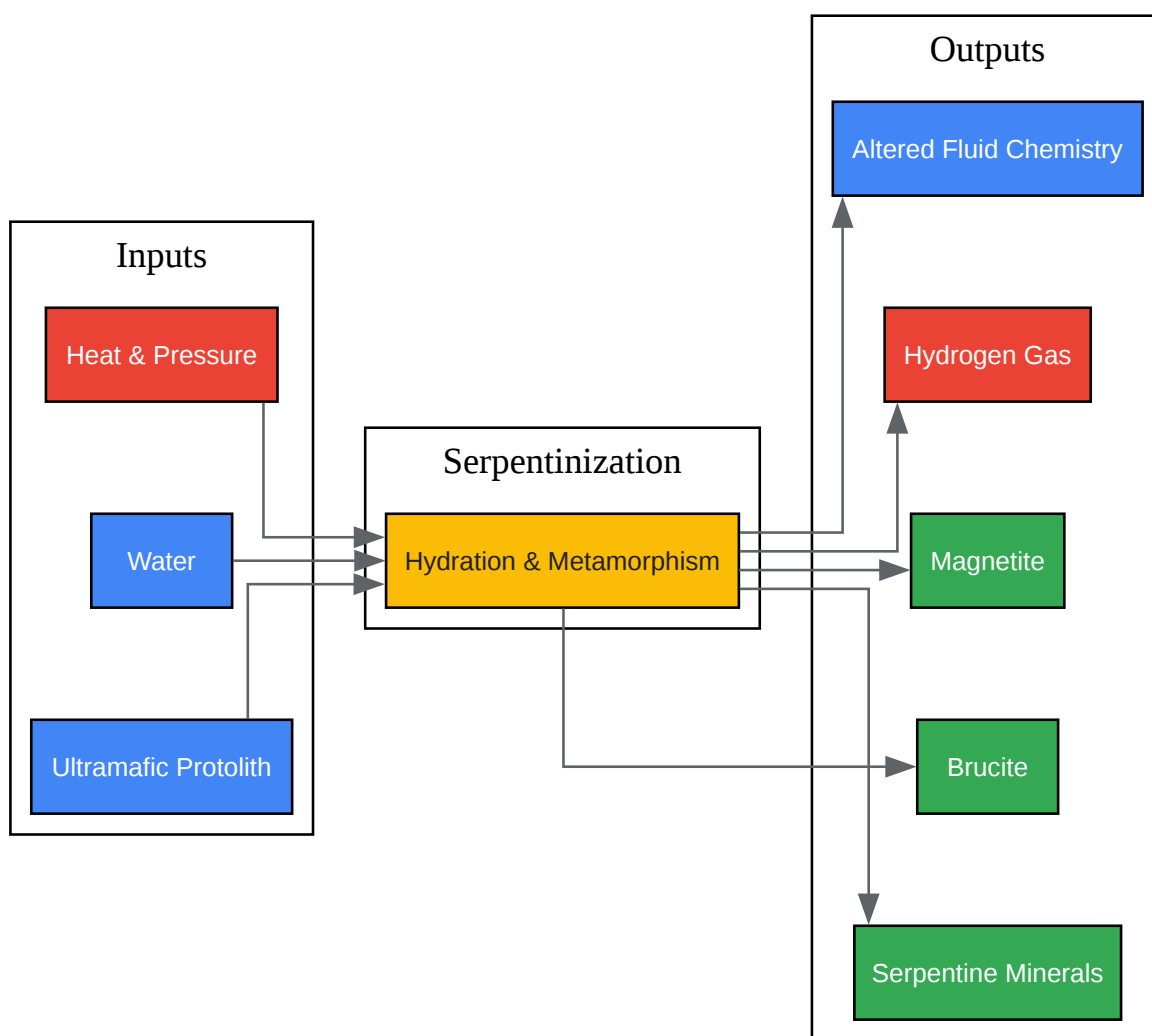 Inputs
Heat & Pressure
Water
Ultramafic Protolith
Serpentinization
Hydration & Metamorphism
Outputs
Altered Fluid Chemistry
Hydrogen Gas
Magnetite
Brucite
Serpentine Minerals